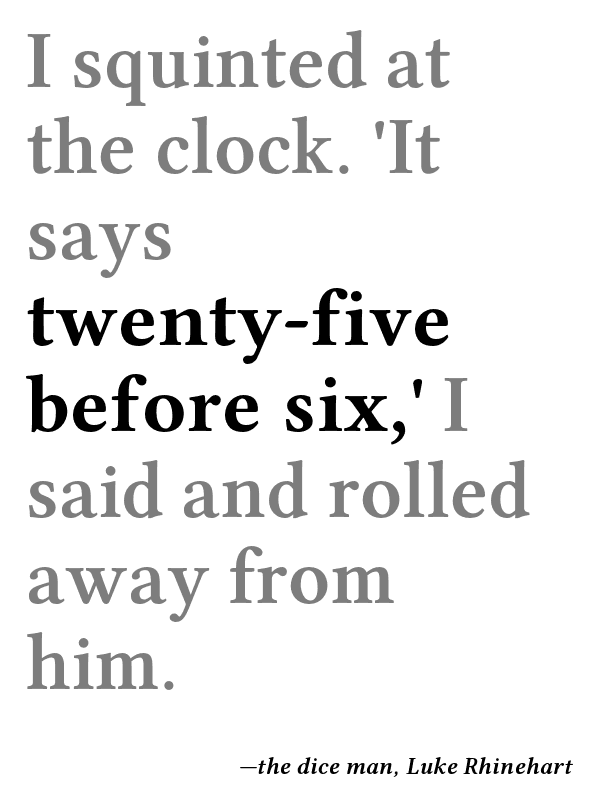 I squinted at
the clock. 'It
says
twenty-five
before six,' I
said and rolled
away from
him.
—the dice man, Luke Rhinehart